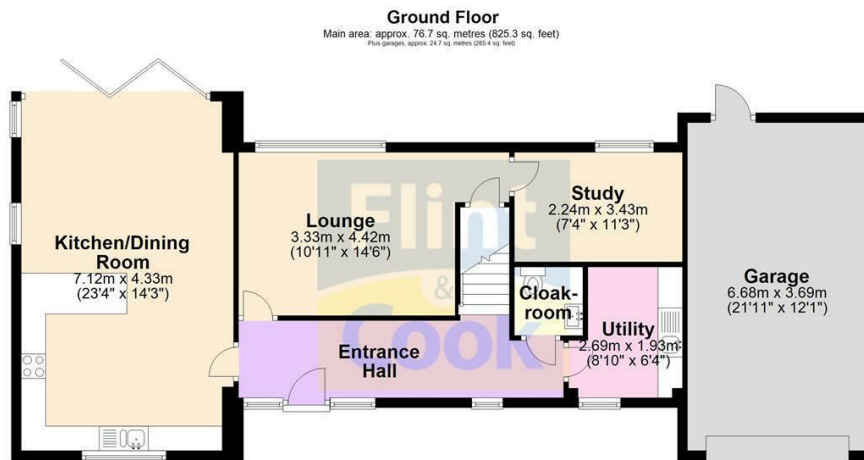 Ground Floor
Main area: approx. 76.7 sq. metres (825.3 sq. feet)
Plus garages, approx. 24.7 sq. metres (265.4 sq. feet)
Kitchen/Dining
Room
7.12m x 4.33m
(23'4" x 14'3")
Lounge
3.33m x 4.42m
(10'11" x 14'6")
Study
2.24m x 3.43m
(7'4" x 11'3")
Cloak-
room
Utility
2.69m x 1.93m
(8'10" x 6'4")
Entrance
Hall
Garage
6.68m x 3.69m
(21'11" x 12'1")
Flint
&
Cook